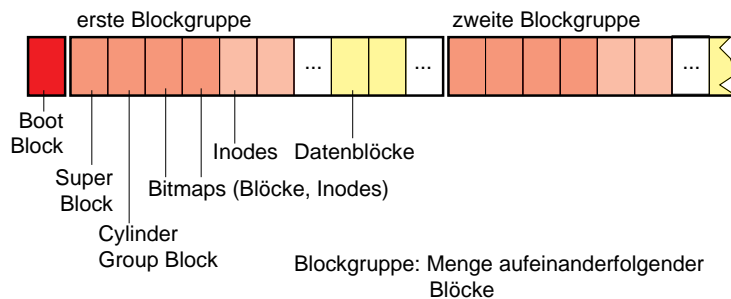 erste Blockgruppe
zweite Blockgruppe
...
...
...
Boot
Block
Inodes
Datenblöcke
Super
Block
Bitmaps (Blöcke, Inodes)
Cylinder
Group Block
Blockgruppe: Menge aufeinanderfolgender
Blöcke